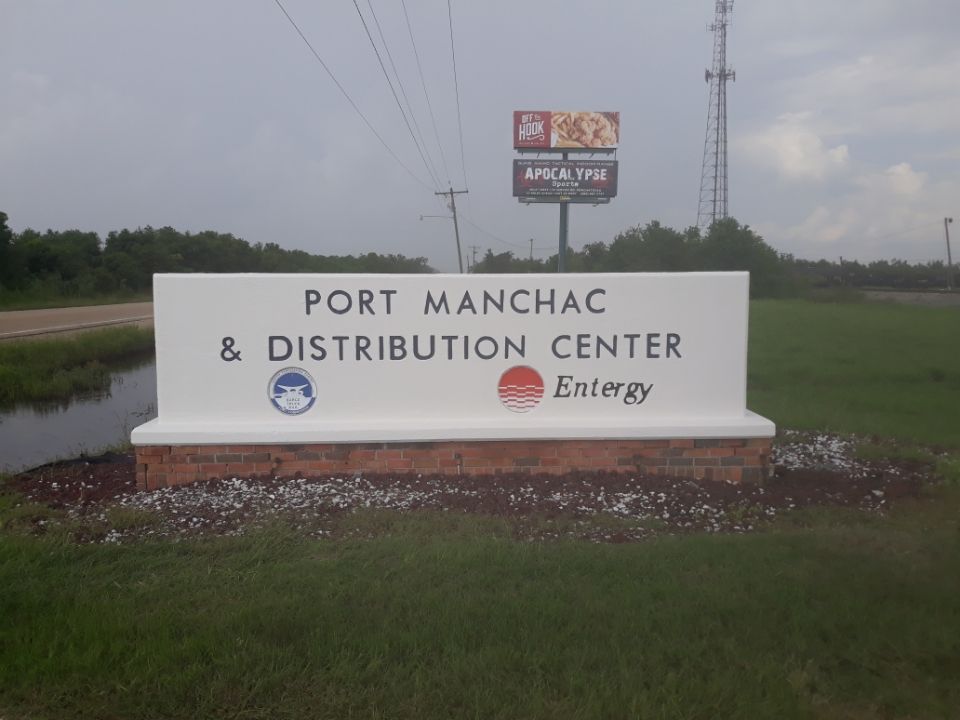 OFF the
HOOK
APOCALYPSE
Sports
PORT MANCHAC
& DISTRIBUTION CENTER
Entergy